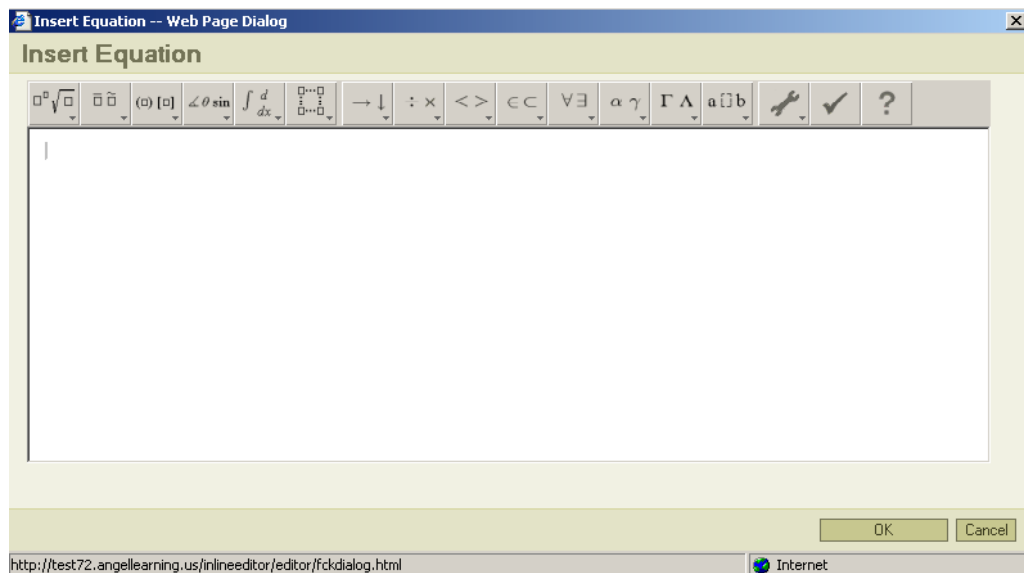 Insert Equation -- Web Page Dialog
Insert Equation
□□√□ □̄ □̃ (□) [□] ∠θ sin ∫ d/dx □···□ □···□ → ↓ ÷ × < > ∈ ⊂ ∀∃ α γ Γ Λ a b ?
OK Cancel
http://test72.angellearning.us/inlineeditor/editor/fckdialog.html Internet